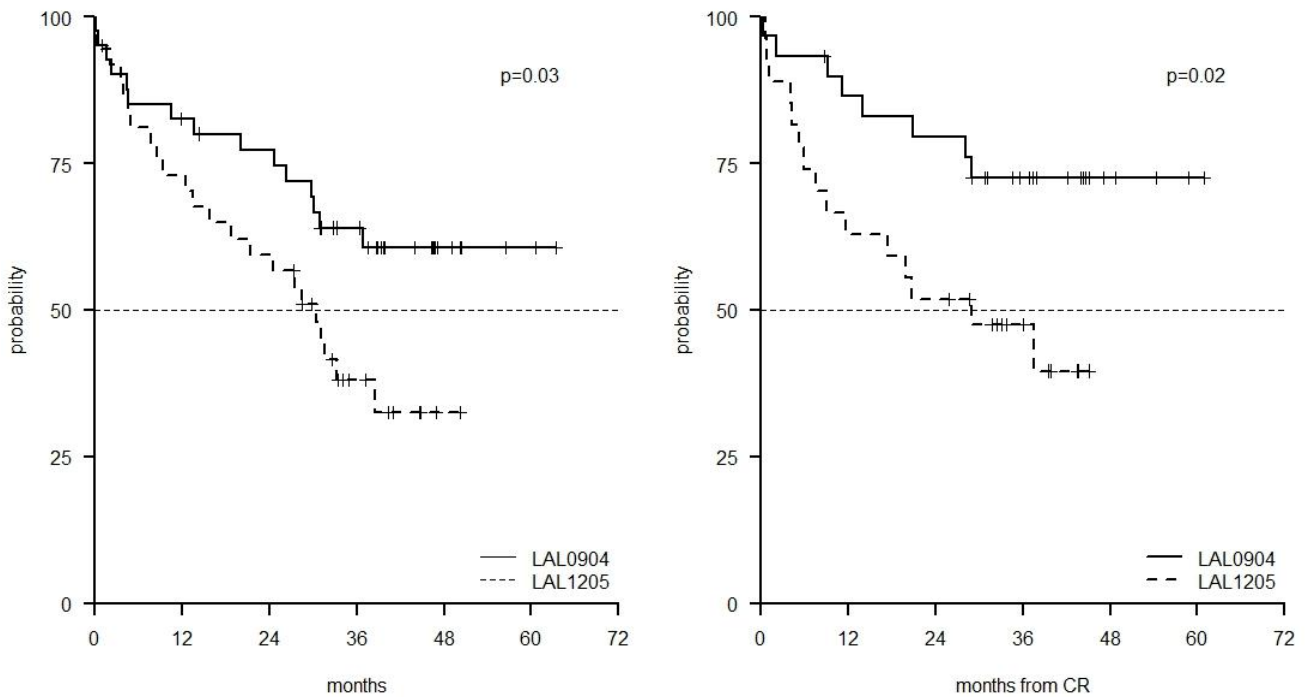 100
75
50
25
0
probability
p=0.03
LAL0904
LAL1205
0 12 24 36 48 60 72
months
100
75
50
25
0
probability
p=0.02
LAL0904
LAL1205
0 12 24 36 48 60 72
months from CR